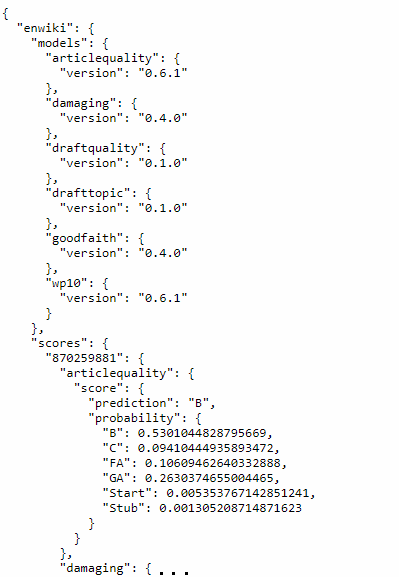 {
  "enwiki": {
    "models": {
      "articlequality": {
        "version": "0.6.1"
      },
      "damaging": {
        "version": "0.4.0"
      },
      "draftquality": {
        "version": "0.1.0"
      },
      "drafttopic": {
        "version": "0.1.0"
      },
      "goodfaith": {
        "version": "0.4.0"
      },
      "wp10": {
        "version": "0.6.1"
      }
    },
    "scores": {
      "870259881": {
        "articlequality": {
          "score": {
            "prediction": "B",
            "probability": {
              "B": 0.5301044828795669,
              "C": 0.09410444935893472,
              "FA": 0.10609462640332888,
              "GA": 0.2630374655004465,
              "Start": 0.005353767142851241,
              "Stub": 0.001305208714871623
            }
          }
        },
        "damaging": { . . .